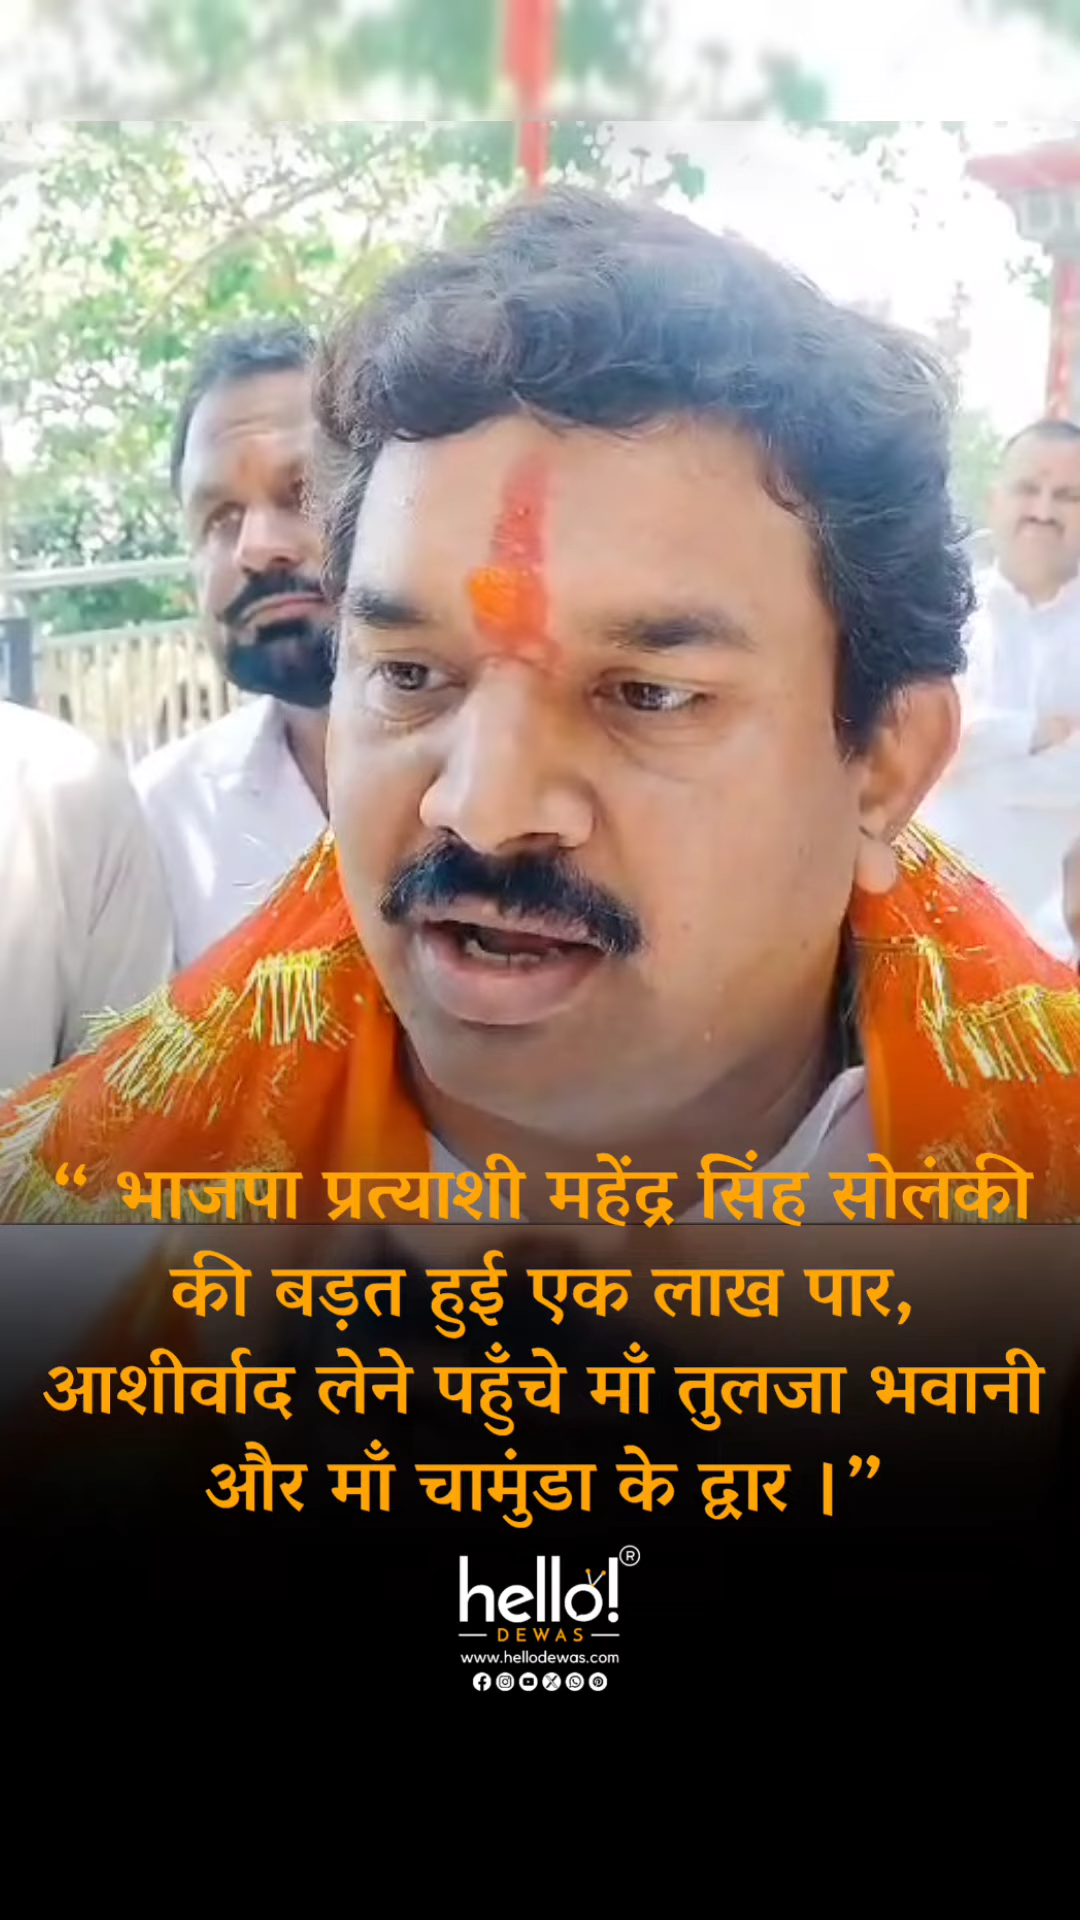 “ भाजपा प्रत्याशी महेंद्र सिंह सोलंकी
की बड़त हुई एक लाख पार,
आशीर्वाद लेने पहुँचे माँ तुलजा भवानी
और माँ चामुंडा के द्वार ।”
hello!®
DEWAS
www.hellodewas.com